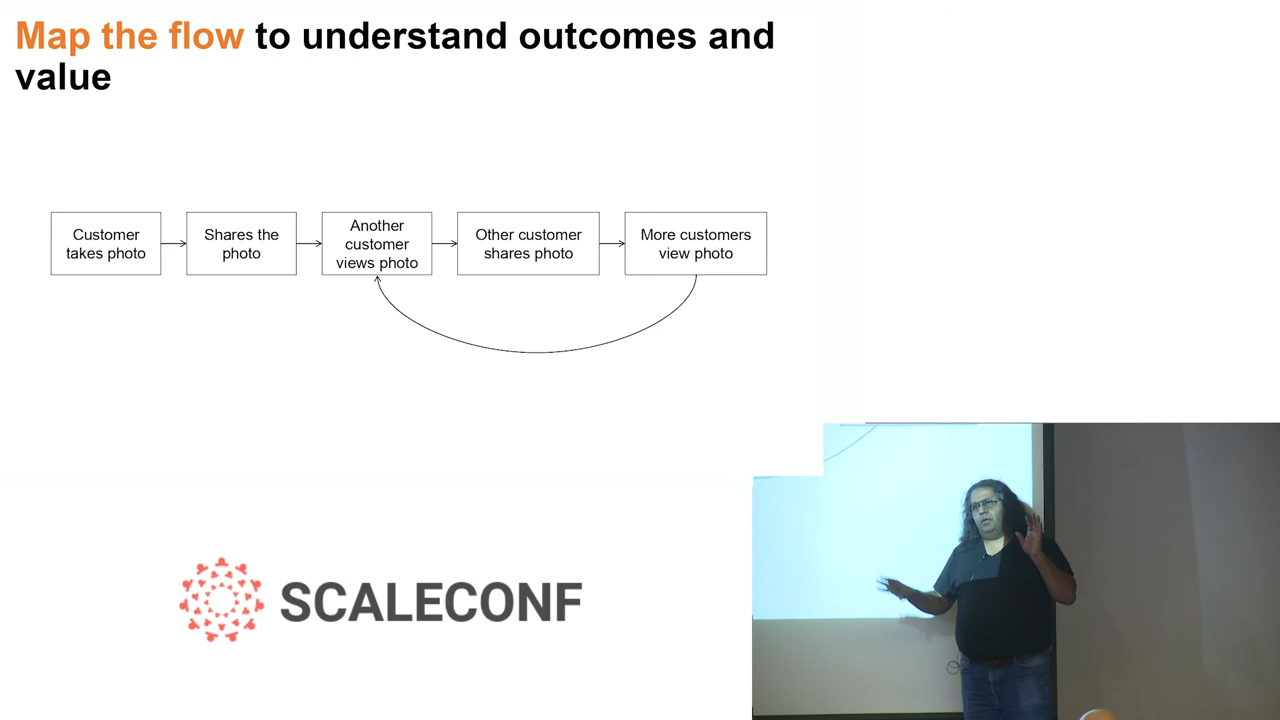 Map the flow to understand outcomes and
value
Customer
takes photo
Shares the
photo
Another
customer
views photo
Other customer
shares photo
More customers
view photo
SCALECONF